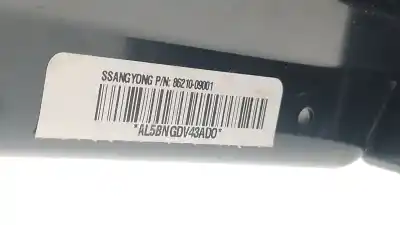 SSANGYONG P/N: 86210-09001
*AL5BNGDV43AD0*